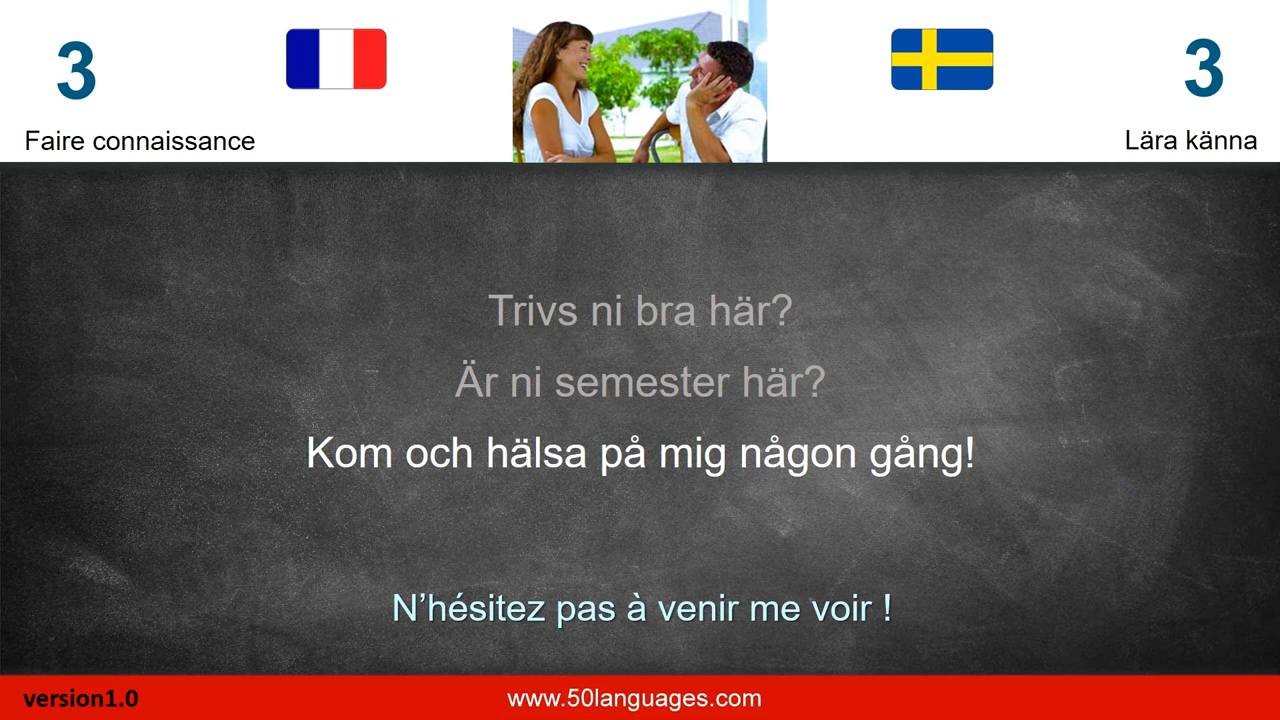 3
3
Faire connaissance
Lära känna
Trivs ni bra här?
Är ni semester här?
Kom och hälsa på mig någon gång!
N’hésitez pas à venir me voir !
version1.0
www.50languages.com